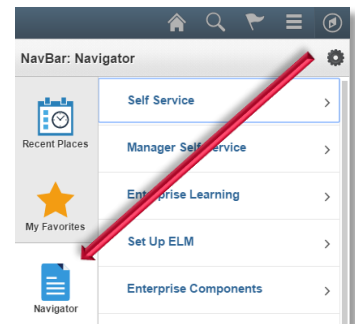 NavBar: Navigator
Recent Places
My Favorites
Navigator
Self Service
Manager Self Service
Enterprise Learning
Set Up ELM
Enterprise Components